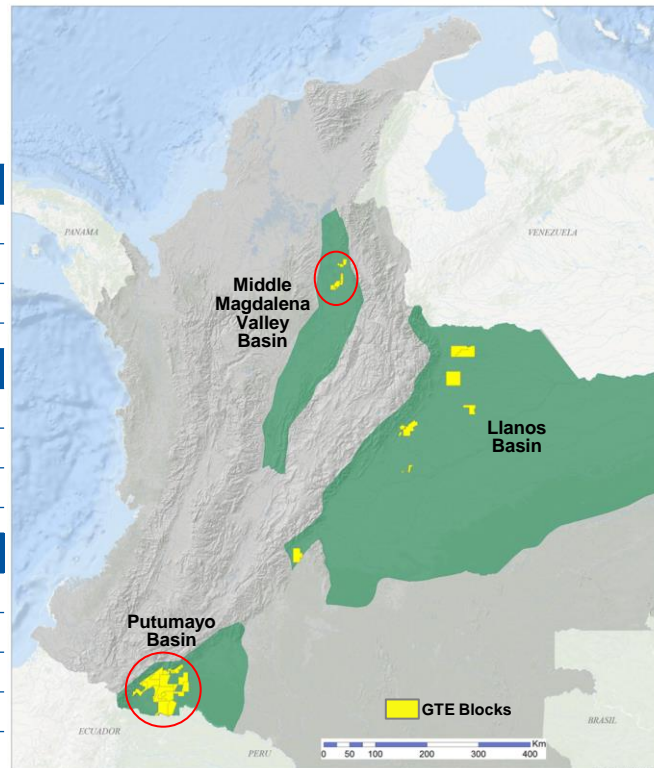 PANAMA
VENEZUELA
Middle
Magdalena
Valley
Basin
Llanos
Basin
Putumayo
Basin
GTE Blocks
ECUADOR
PERU
BRASIL
Km
0 50 100 200 300 400